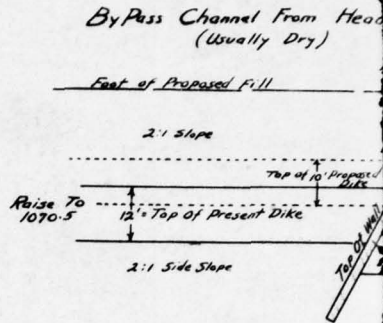 ByPass Channel From Head
(Usually Dry)
Foot of Proposed Fill
2:1 Slope
Top of 10' Proposed
Dike
Raise To
1070.5
12'= Top Of Present Dike
Top Of Wall
2:1 Side Slope